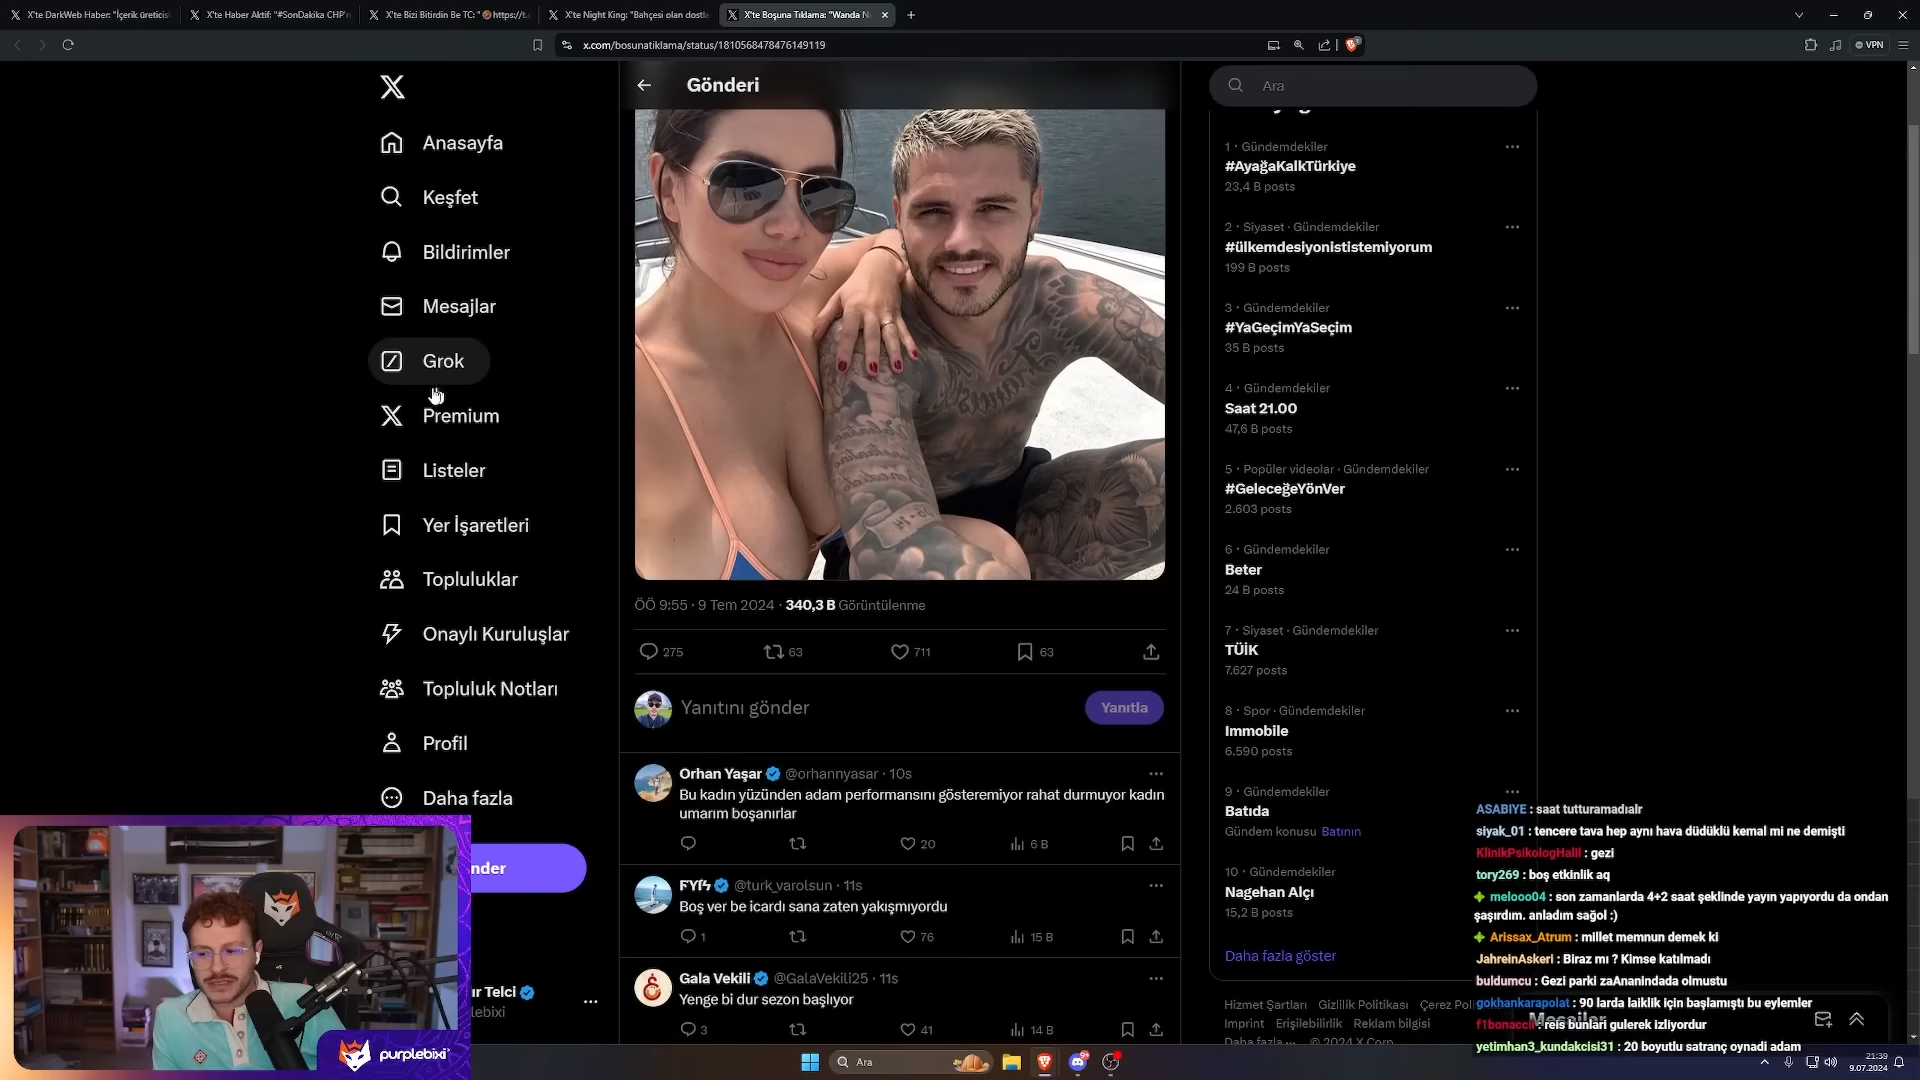 X'te DarkWeb Haber: "İçerik üreticisi
X'te Haber Aktif: "#SonDakika CHP'n
X'te Bizi Bitirdin Be TC: "
https://t.c
X'te Night King: "Bahçesi olan dostla
X'te Boşuna Tıklama: "Wanda N
x.com/bosunatiklama/status/1810568478476149119
VPN
Anasayfa
Keşfet
Bildirimler
Mesajlar
Grok
Premium
Listeler
Yer İşaretleri
Topluluklar
Onaylı Kuruluşlar
Topluluk Notları
Profil
Daha fazla
nder
ır Telci
lebixi
purplebixi
Gönderi
ÖÖ 9:55 · 9 Tem 2024 · 340,3 B Görüntülenme
275
63
711
63
Yanıtını gönder
Yanıtla
Orhan Yaşar @orhannyasar · 10s
Bu kadın yüzünden adam performansını gösteremiyor rahat durmuyor kadın
umarım boşanırlar
20
6 B
@turk_varolsun · 11s
Boş ver be icardı sana zaten yakışmıyordu
1
76
15 B
Gala Vekili @GalaVekili25 · 11s
Yenge bi dur sezon başlıyor
3
41
14 B
Ara
1 · Gündemdekiler
#AyağaKalkTürkiye
23,4 B posts
2 · Siyaset · Gündemdekiler
#ülkemdesiyonististemiyorum
199 B posts
3 · Gündemdekiler
#YaGeçimYaSeçim
35 B posts
4 · Gündemdekiler
Saat 21.00
47,6 B posts
5 · Popüler videolar · Gündemdekiler
#GeleceğeYönVer
2.603 posts
6 · Gündemdekiler
Beter
24 B posts
7 · Siyaset · Gündemdekiler
TÜİK
7.627 posts
8 · Spor · Gündemdekiler
Immobile
6.590 posts
9 · Gündemdekiler
Batıda
Gündem konusu Batının
10 · Gündemdekiler
Nagehan Alçı
15,2 B posts
Daha fazla göster
Hizmet Şartları Gizlilik Politikası Çerez Pol
Imprint Erişilebilirlik Reklam bilgisi
Daha fazla... © 2024 X Corp.
Mesajlar
ASABIYE : saat tutturamadıalr
siyak_01 : tencere tava hep aynı hava düdüklü kemal mi ne demişti
KlinikPsikologHalil : gezi
tory269 : boş etkinlik aq
melooo04 : son zamanlarda 4+2 saat şeklinde yayın yapıyordu da ondan
şaşırdım. anladım sağol :)
Arissax_Atrum : millet memnun demek ki
JahreinAskeri : Biraz mı ? Kimse katılmadı
buldumcu : Gezi parki zaAnanindada olmustu
gokhankarapolat : 90 larda laiklik için başlamıştı bu eylemler
f1bonaccii : reis bunları gulerek izliyordur
yetimhan3_kundakcisi31 : 20 boyutlu satranç oynadi adam
Ara
21:39
9.07.2024